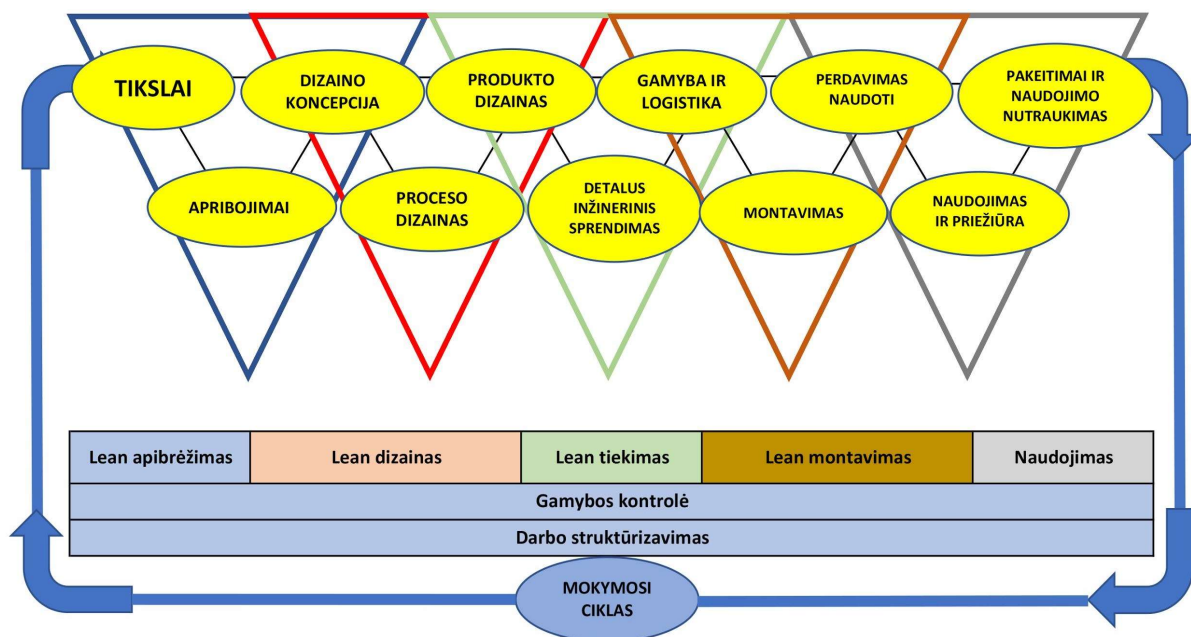 TIKSLAI
DIZAINO
KONCEPCIJA
PRODUKTO
DIZAINAS
GAMYBA IR
LOGISTIKA
PERDAVIMAS
NAUDOTI
PAKEITIMAI IR
NAUDOJIMO
NUTRAUKIMAS
APRIBOJIMAI
PROCESO
DIZAINAS
DETALUS
INŽINERINIS
SPRENDIMAS
MONTAVIMAS
NAUDOJIMAS
IR PRIEŽIŪRA
Lean apibrėžimas
Lean dizainas
Lean tiekimas
Lean montavimas
Naudojimas
Gamybos kontrolė
Darbo struktūrizavimas
MOKYMOSI
CIKLAS